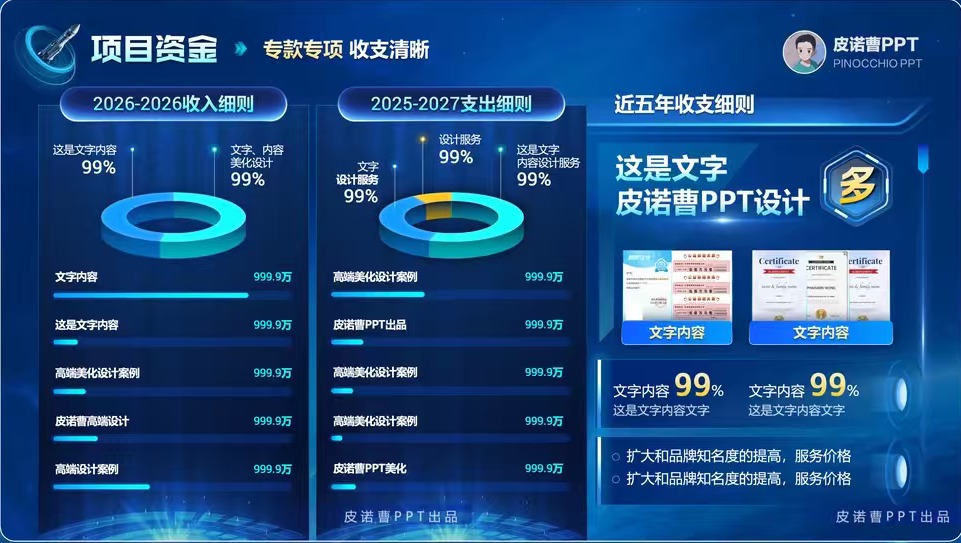 项目资金
专款专项 收支清晰
皮诺曹PPT
PINOCCHIO PPT
2026-2026收入细则
这是文字内容
99%
文字、内容
美化设计
99%
文字内容
999.9万
这是文字内容
999.9万
高端美化设计案例
999.9万
皮诺曹高端设计
999.9万
高端设计案例
999.9万
2025-2027支出细则
文字
设计服务
99%
设计服务
99%
这是文字
内容设计服务
99%
高端美化设计案例
999.9万
皮诺曹PPT出品
999.9万
高端美化设计案例
999.9万
高端美化设计案例
999.9万
皮诺曹PPT美化
999.9万
皮诺曹PPT出品
近五年收支细则
这是文字
皮诺曹PPT设计
多
Certificate
CERTIFICATE
ertificate
文字内容
文字内容
文字内容 99%
这是文字内容文字
文字内容 99%
这是文字内容文字
扩大和品牌知名度的提高，服务价格
扩大和品牌知名度的提高，服务价格
皮诺曹PPT出品